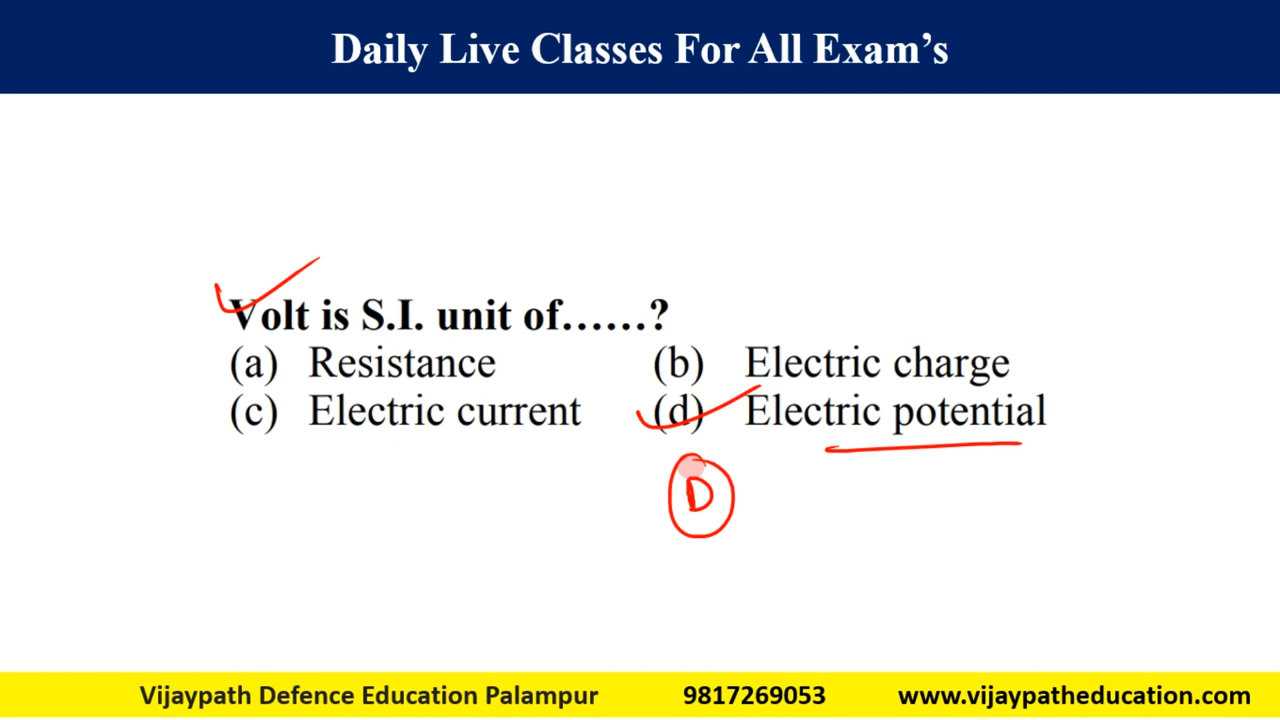 Daily Live Classes For All Exam’s
Volt is S.I. unit of……?
(a) Resistance (b) Electric charge
(c) Electric current (d) Electric potential
D
Vijaypath Defence Education Palampur 9817269053 www.vijaypatheducation.com